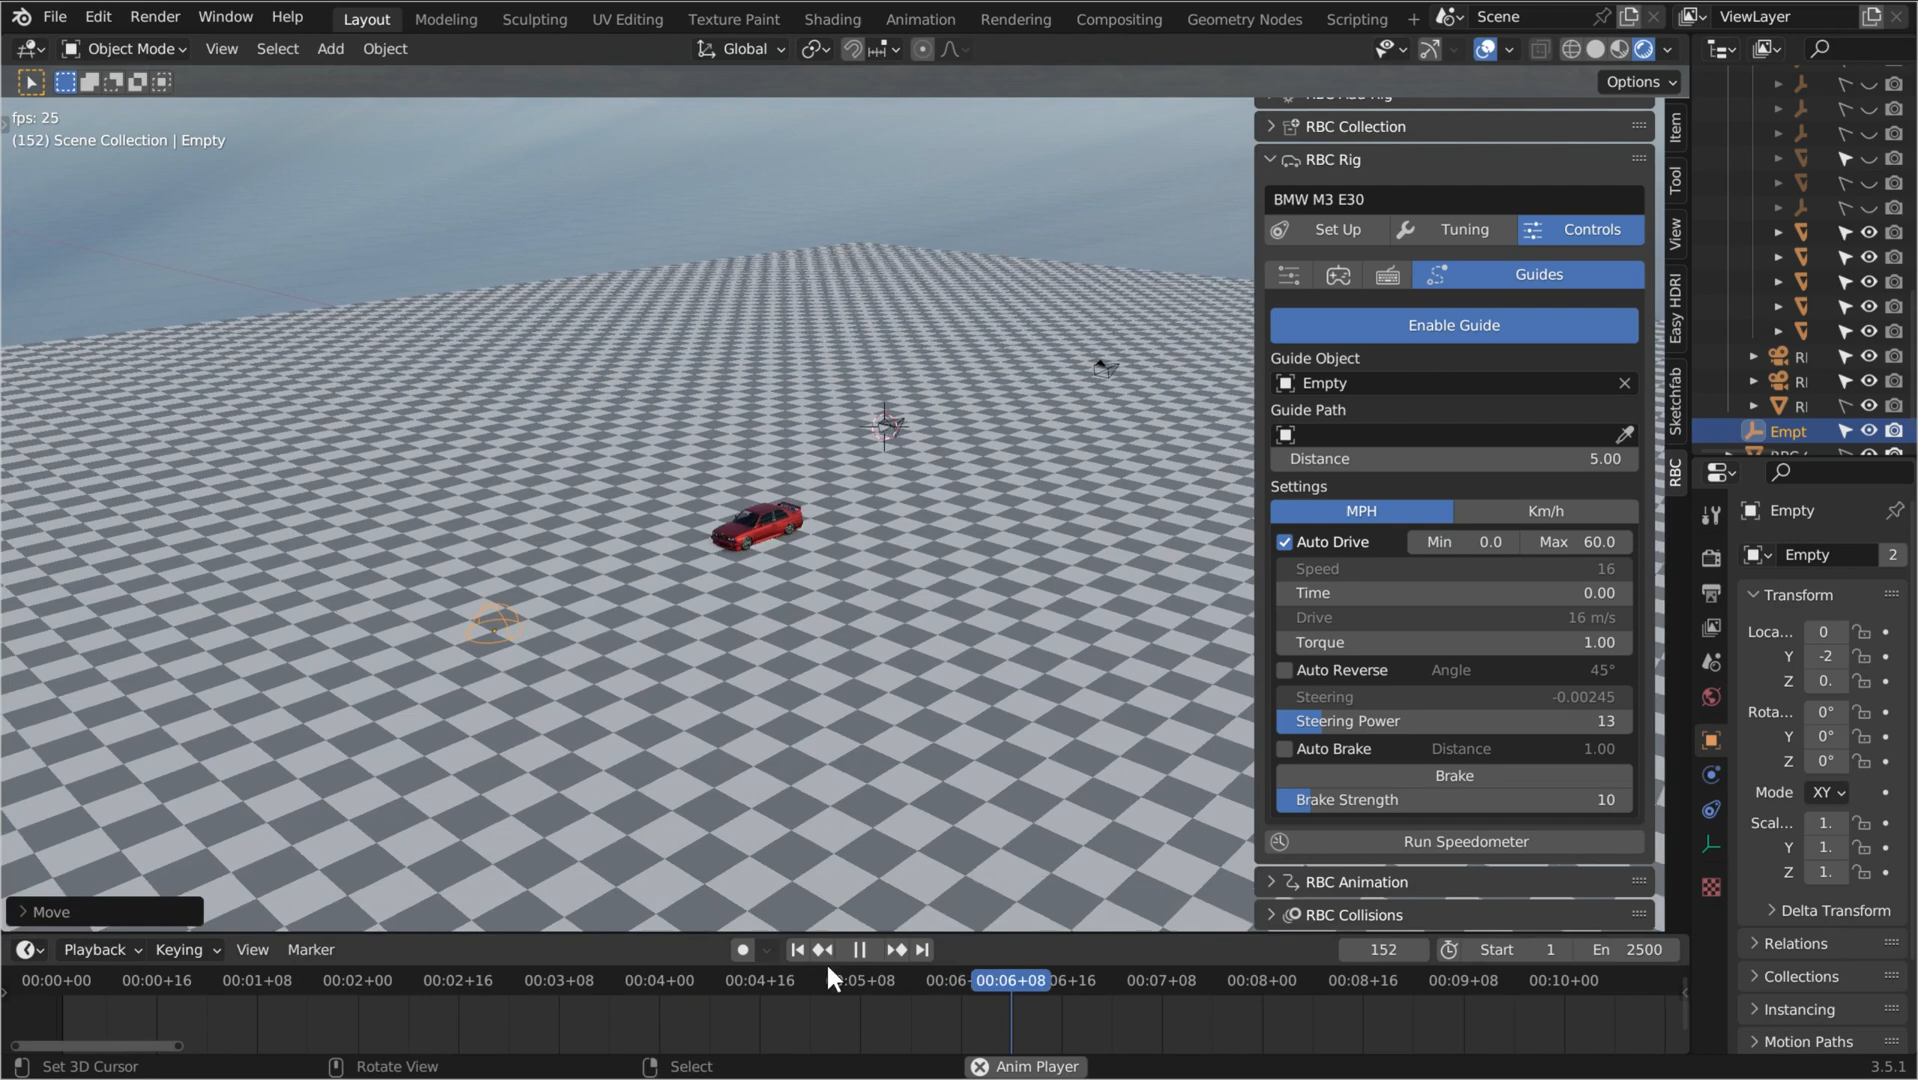 File Edit Render Window Help Layout Modeling Sculpting UV Editing Texture Paint Shading Animation Rendering Compositing Geometry Nodes Scripting + Scene ViewLayer
Object Mode View Select Add Object Global
Options
fps: 25
(152) Scene Collection | Empty
RBC Collection
RBC Rig
BMW M3 E30
Set Up Tuning Controls
Guides
Enable Guide
Guide Object
Empty
Guide Path
Distance 5.00
Settings
MPH Km/h
Auto Drive Min 0.0 Max 60.0
Speed 16
Time 0.00
Drive 16 m/s
Torque 1.00
Auto Reverse Angle 45°
Steering -0.00245
Steering Power 13
Auto Brake Distance 1.00
Brake
Brake Strength 10
Run Speedometer
RBC Animation
RBC Collisions
Item
Tool
View
Easy HDRI
Sketchfab
RBC
RI
RI
RI
Empt
Empty
Empty 2
Transform
Loca... 0
Y -2
Z 0.
Rota... 0°
Y 0°
Z 0°
Mode XY
Scal... 1.
Y 1.
Z 1.
Delta Transform
Relations
Collections
Instancing
Motion Paths
Move
Playback Keying View Marker 152 Start 1 En 2500
00:00+00 00:00+16 00:01+08 00:02+00 00:02+16 00:03+08 00:04+00 00:04+16 :05+08 00:06 00:06+08 06+16 00:07+08 00:08+00 00:08+16 00:09+08 00:10+00
Set 3D Cursor Rotate View Select Anim Player 3.5.1